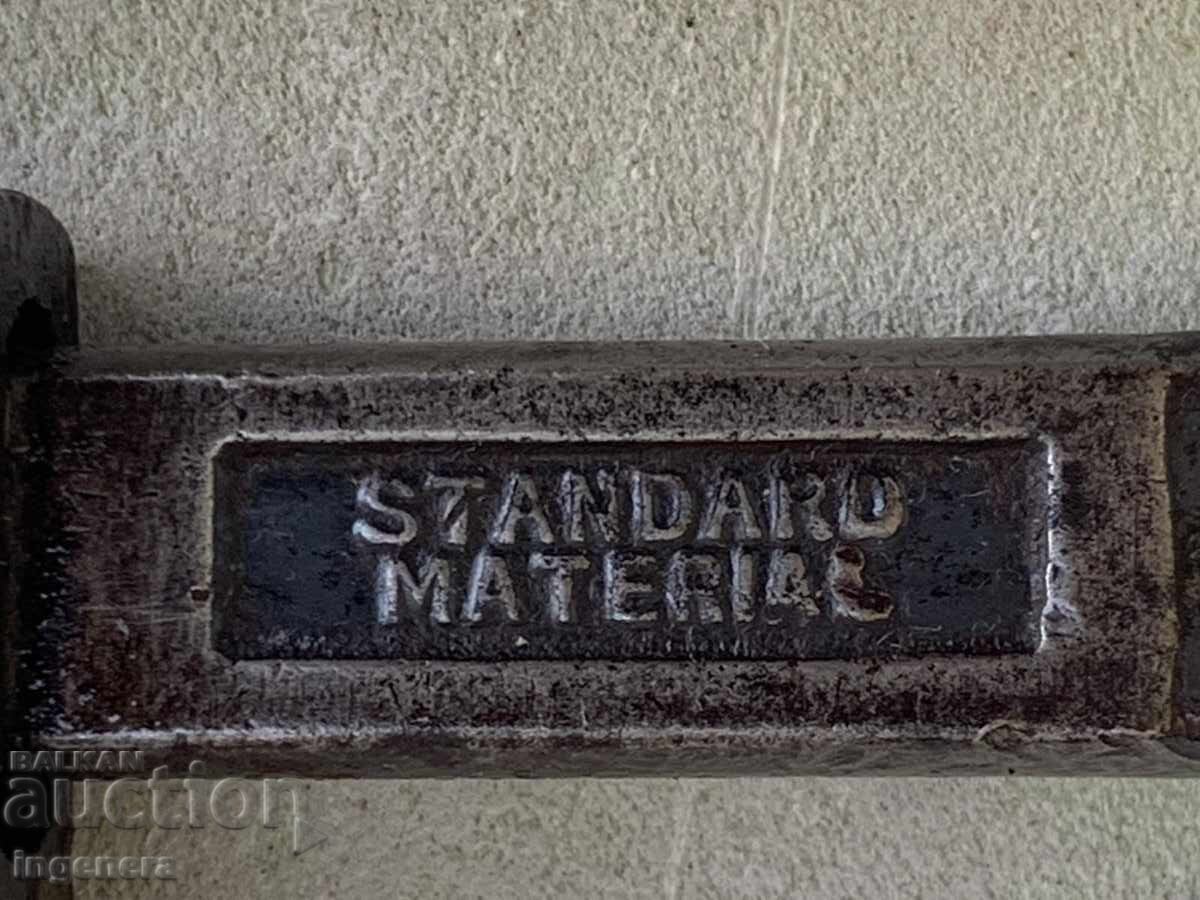 STANDARD
MATERIAL
BALKAN
auction
ingenera